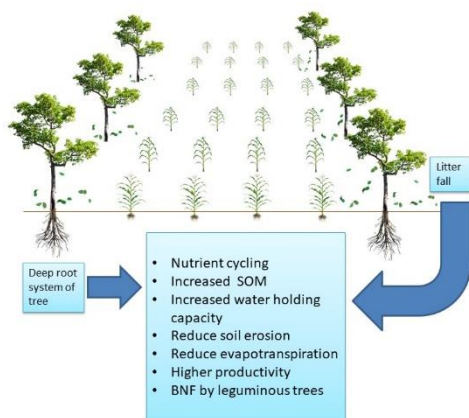 Litter
fall
Deep root
system of
tree
• Nutrient cycling
• Increased SOM
• Increased water holding
capacity
• Reduce soil erosion
• Reduce evapotranspiration
• Higher productivity
• BNF by leguminous trees